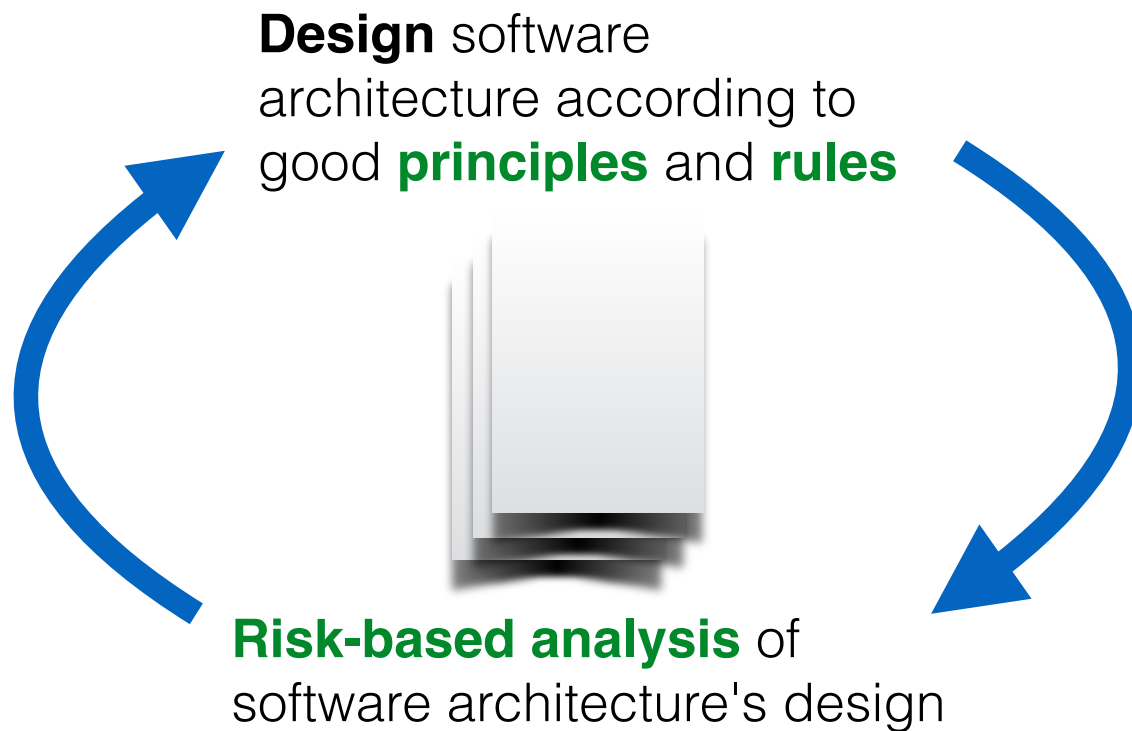 Design software
architecture according to
good principles and rules
Risk-based analysis of
software architecture's design